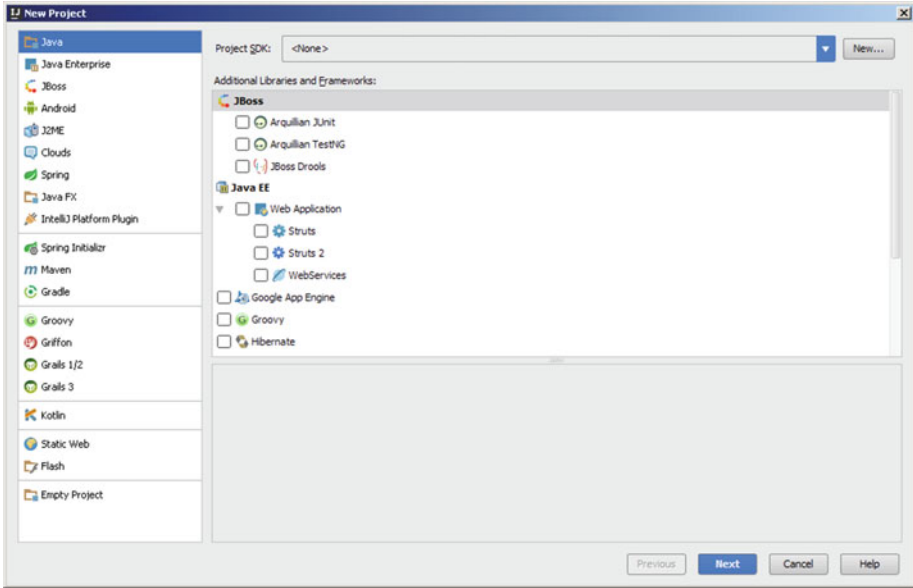 New Project
Java
Java Enterprise
JBoss
Android
J2ME
Clouds
Spring
Java FX
IntelliJ Platform Plugin
Spring Initializr
Maven
Gradle
Groovy
Griffon
Grails 1/2
Grails 3
Kotlin
Static Web
Flash
Empty Project
Project SDK: <None> New...
Additional Libraries and Frameworks:
JBoss
Arquillian JUnit
Arquillian TestNG
JBoss Drools
Java EE
Web Application
Struts
Struts 2
WebServices
Google App Engine
Groovy
Hibernate
Previous Next Cancel Help